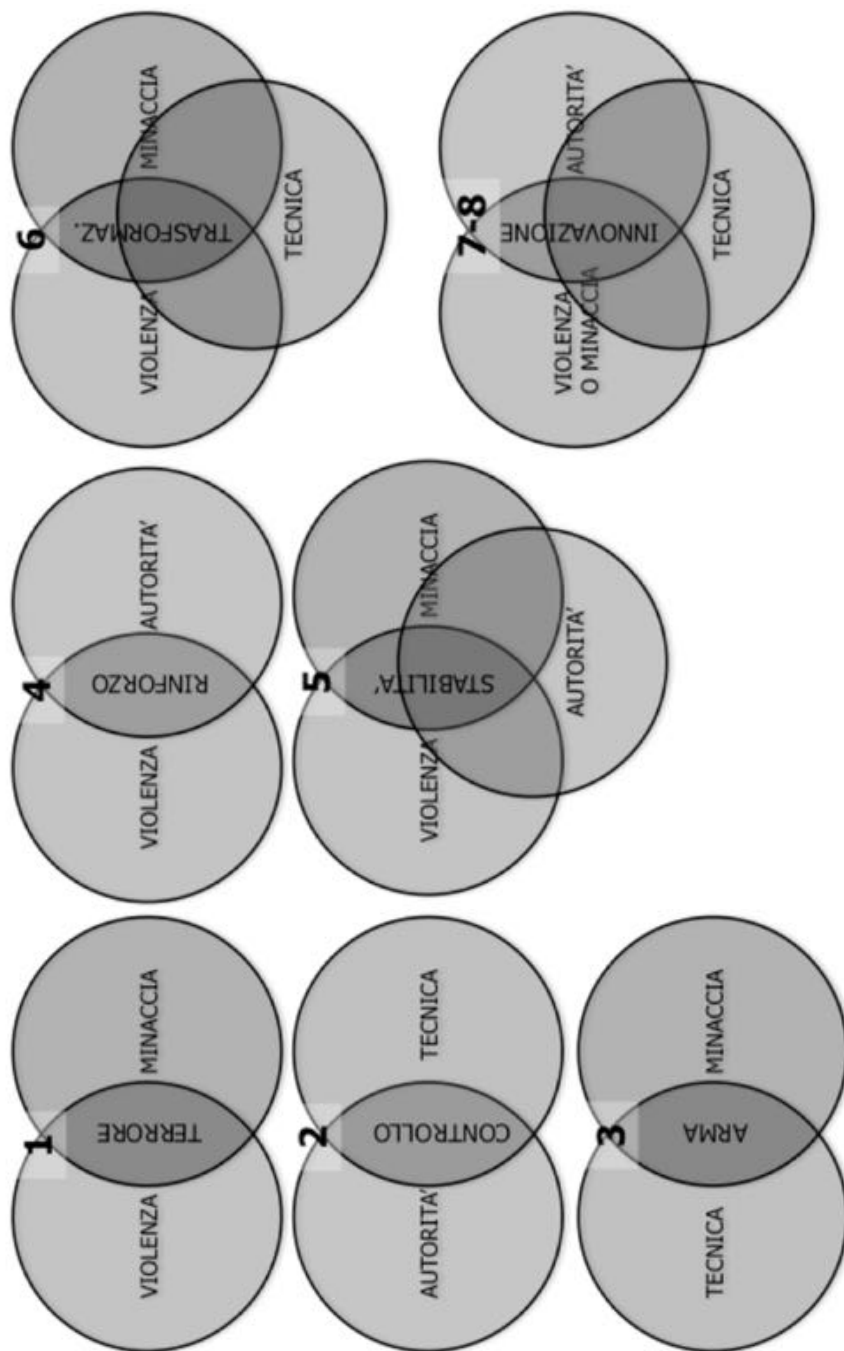 1
VIOLENZA
TERRORE
MINACCIA
2
AUTORITA'
CONTROLLO
TECNICA
3
TECNICA
ARMA
MINACCIA
4
VIOLENZA
RINFORZO
AUTORITA'
5
VIOLENZA
STABILITA'
MINACCIA
AUTORITA'
6
VIOLENZA
TRASFORMAZ.
MINACCIA
TECNICA
7-8
VIOLENZA
O MINACCIA
INNOVAZIONE
AUTORITA'
TECNICA